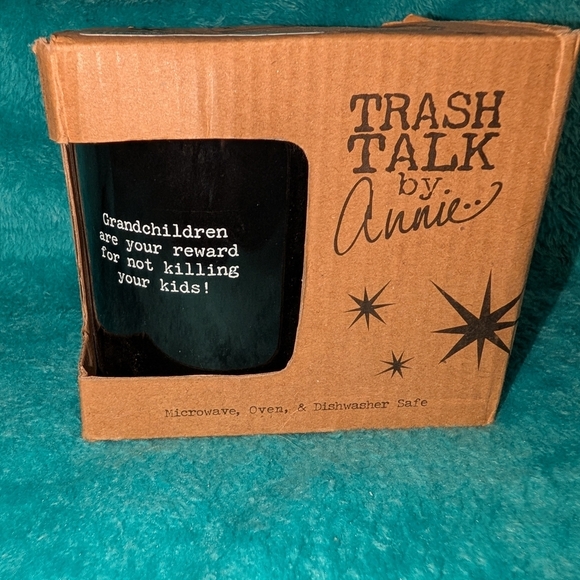 TRASH
TALK
by
Annie..
Grandchildren
are your reward
for not killing
your kids!
Microwave, Oven, & Dishwasher Safe